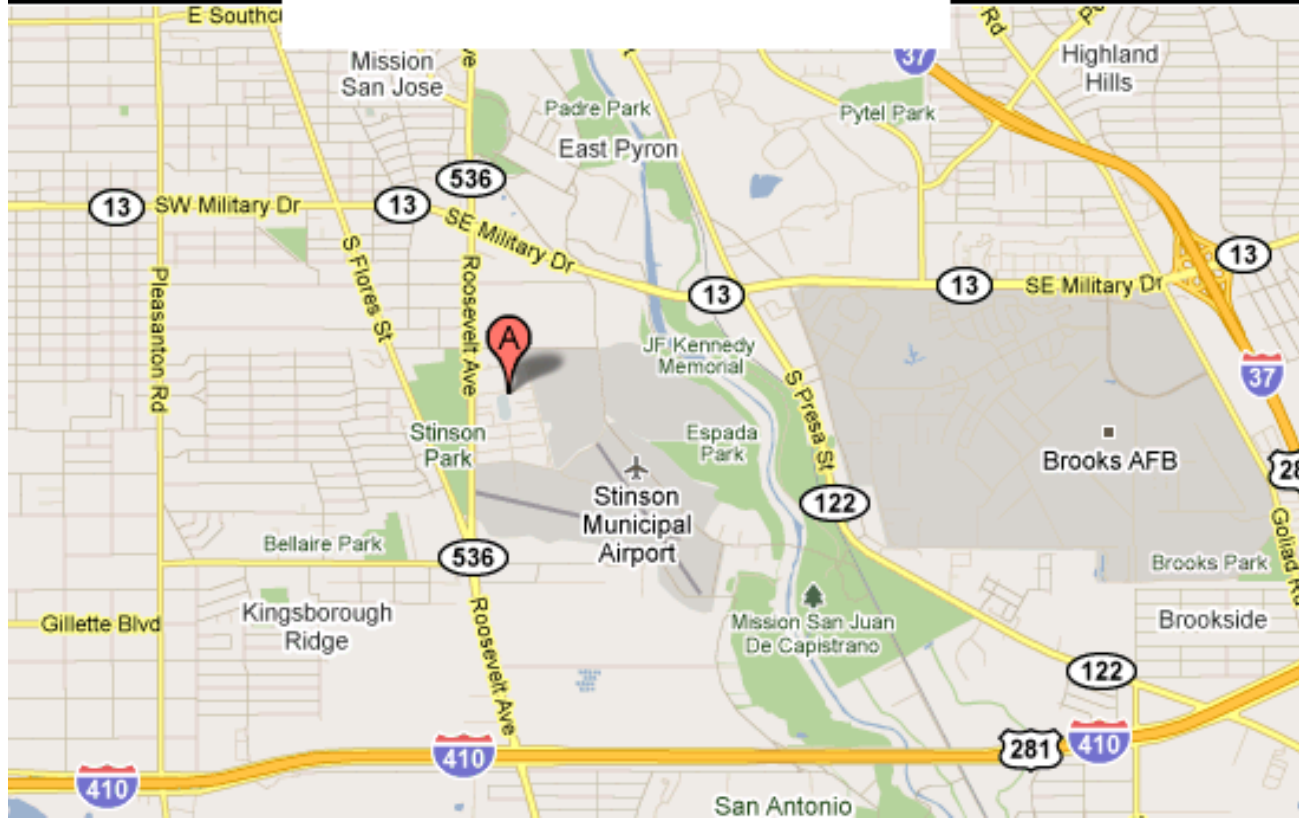 E Southc
Mission
San Jose
Rd
37
Highland
Hills
Padre Park
Pytel Park
East Pyron
536
13
SW Military Dr
13
SE Military Dr
13
13
SE Military Dr
13
Pleasanton Rd
S Flores St
Roosevelt Ave
A
JF Kennedy
Memorial
37
S Presa St
Stinson
Park
Espada
Park
Brooks AFB
Stinson
Municipal
Airport
122
28
Goliad Rd
Bellaire Park
536
Brooks Park
Gillette Blvd
Kingsborough
Ridge
Roosevelt Ave
Mission San Juan
De Capistrano
Brookside
122
410
410
281
410
San Antonio